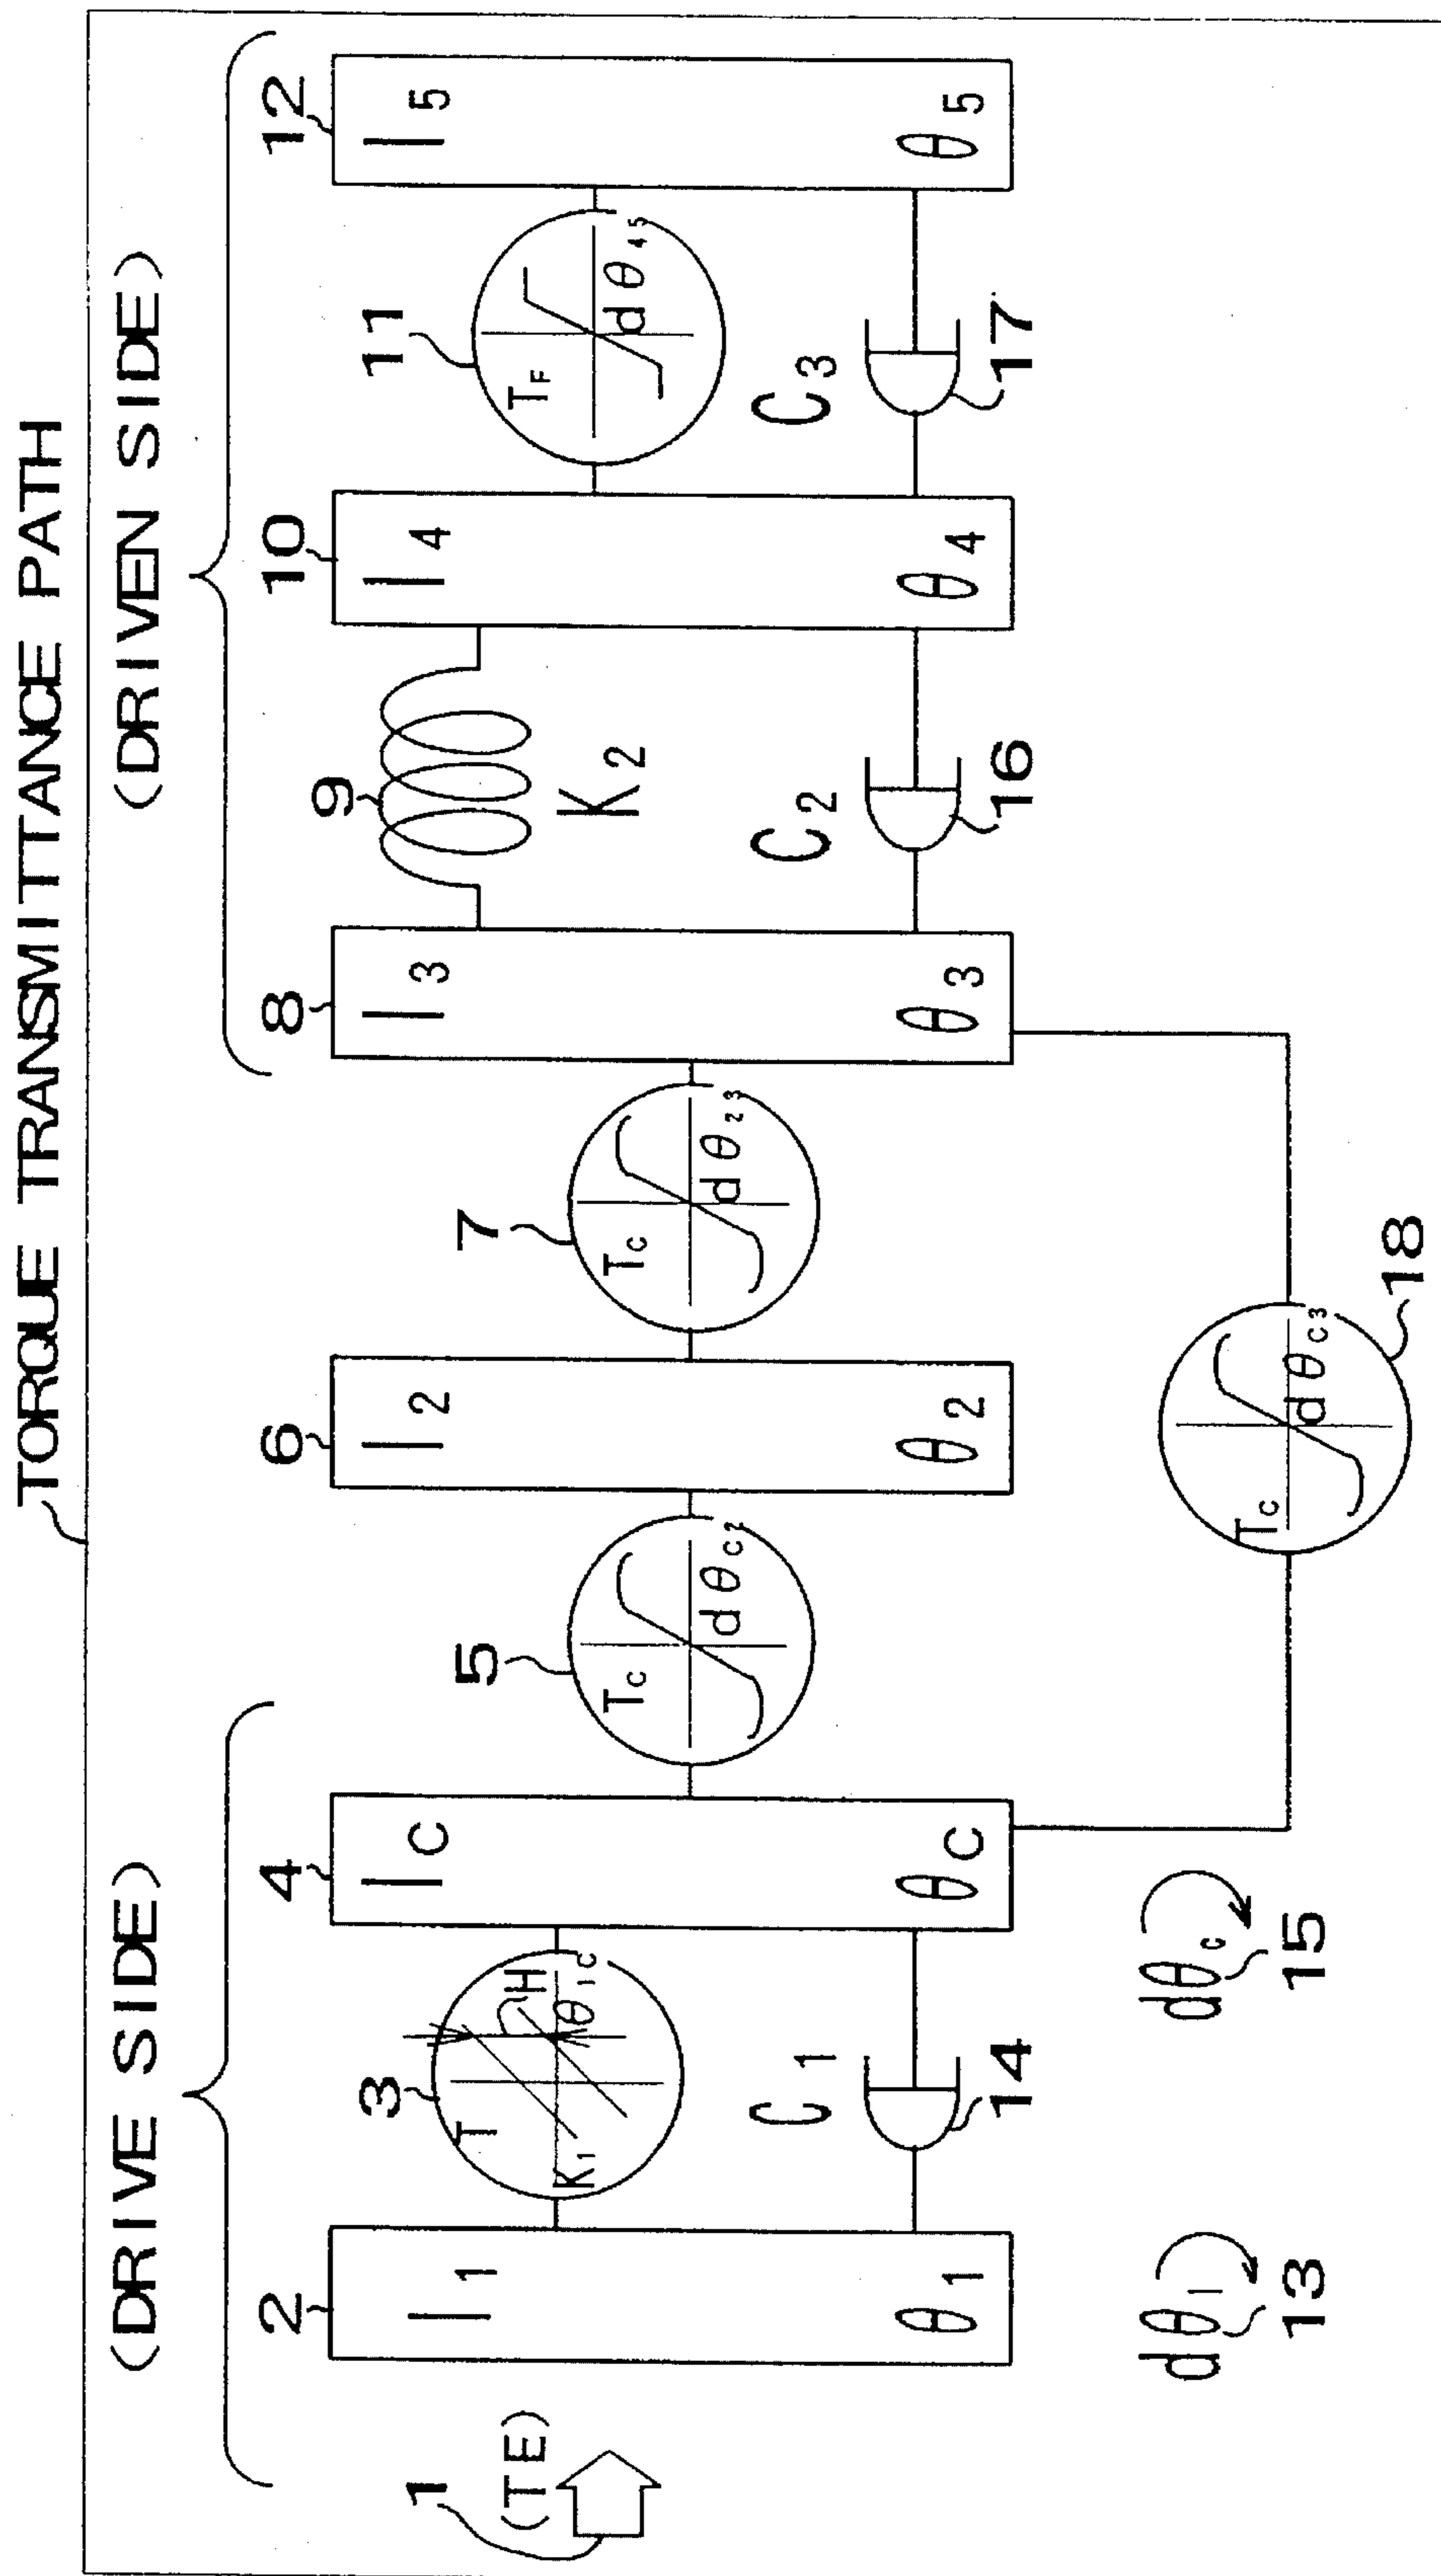 TORQUE TRANSMITTANCE PATH
(DRIVE SIDE)
(DRIVEN SIDE)
1
(TE)
2
I1
θ1
3
T
K1
H
θ1C
C1
14
4
IC
θC
5
TC
dθC2
6
I2
θ2
7
TC
dθ23
8
I3
θ3
9
K2
C2
16
10
I4
θ4
11
TF
dθ45
C3
17
12
I5
θ5
dθ1
13
dθc
15
TC
dθC3
18